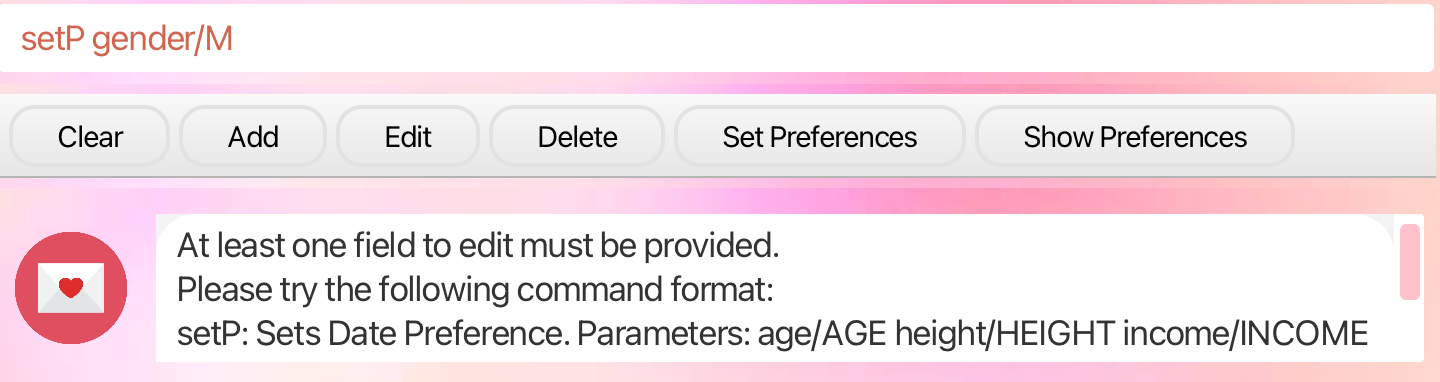 setP gender/M
Clear
Add
Edit
Delete
Set Preferences
Show Preferences
At least one field to edit must be provided.
Please try the following command format:
setP: Sets Date Preference. Parameters: age/AGE height/HEIGHT income/INCOME